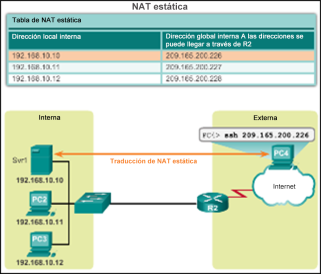 NAT estática
Tabla de NAT estática
Dirección local interna
Dirección global interna A las direcciones se
puede llegar a través de R2
192.168.10.10
209.165.200.226
192.168.10.11
209.165.200.227
192.168.10.12
209.165.200.228
Interna
Externa
PC> ssh 209.165.200.226
Svr1
Traducción de NAT estática
PC4
192.168.10.10
Internet
PC2
R2
192.168.10.11
PC3
192.168.10.12